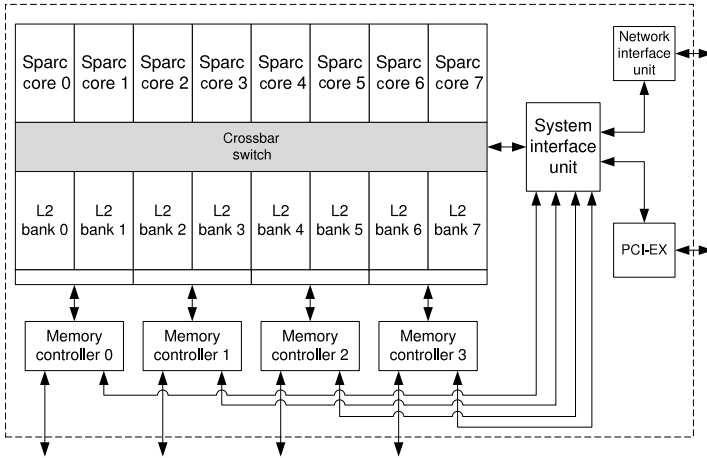 Sparc core 0
Sparc core 1
Sparc core 2
Sparc core 3
Sparc core 4
Sparc core 5
Sparc core 6
Sparc core 7
Network
interface
unit
Crossbar
switch
System
interface
unit
L2
bank 0
L2
bank 1
L2
bank 2
L2
bank 3
L2
bank 4
L2
bank 5
L2
bank 6
L2
bank 7
PCI-EX
Memory
controller 0
Memory
controller 1
Memory
controller 2
Memory
controller 3